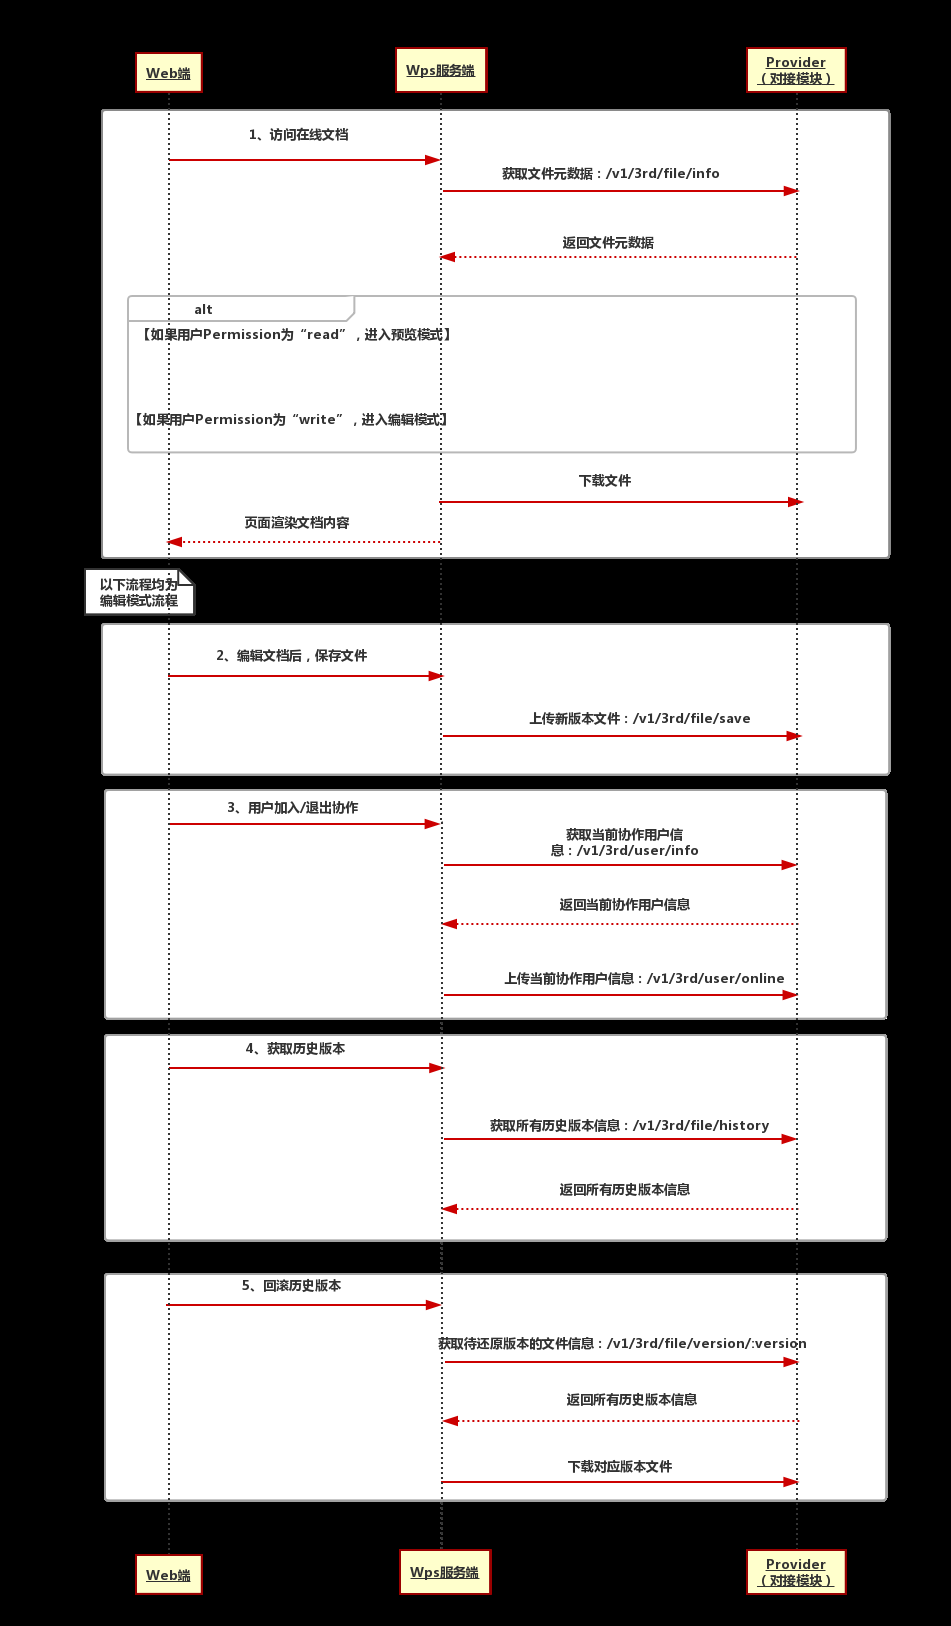 Web端
Wps服务端
Provider
（对接模块）
1、访问在线文档
获取文件元数据：/v1/3rd/file/info
返回文件元数据
alt
【如果用户Permission为“read”，进入预览模式】
【如果用户Permission为“write”，进入编辑模式】
下载文件
页面渲染文档内容
以下流程均为
编辑模式流程
2、编辑文档后，保存文件
上传新版本文件：/v1/3rd/file/save
3、用户加入/退出协作
获取当前协作用户信
息：/v1/3rd/user/info
返回当前协作用户信息
上传当前协作用户信息：/v1/3rd/user/online
4、获取历史版本
获取所有历史版本信息：/v1/3rd/file/history
返回所有历史版本信息
5、回滚历史版本
获取待还原版本的文件信息：/v1/3rd/file/version/:version
返回所有历史版本信息
下载对应版本文件
Web端
Wps服务端
Provider
（对接模块）